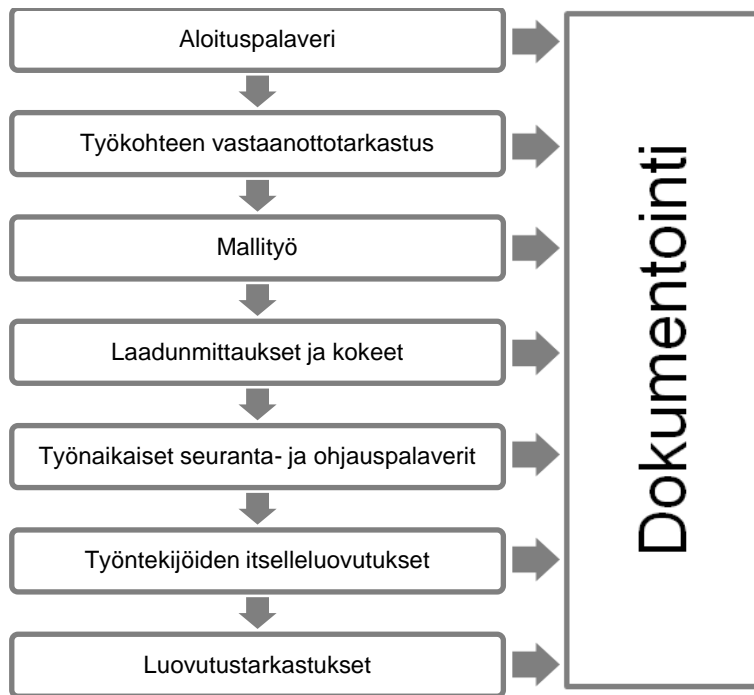 Aloituspalaveri
Työkohteen vastaanottotarkastus
Mallityö
Laadunmittaukset ja kokeet
Työnaikaiset seuranta- ja ohjauspalaverit
Työntekijöiden itselleluovutukset
Luovutustarkastukset
Dokumentointi